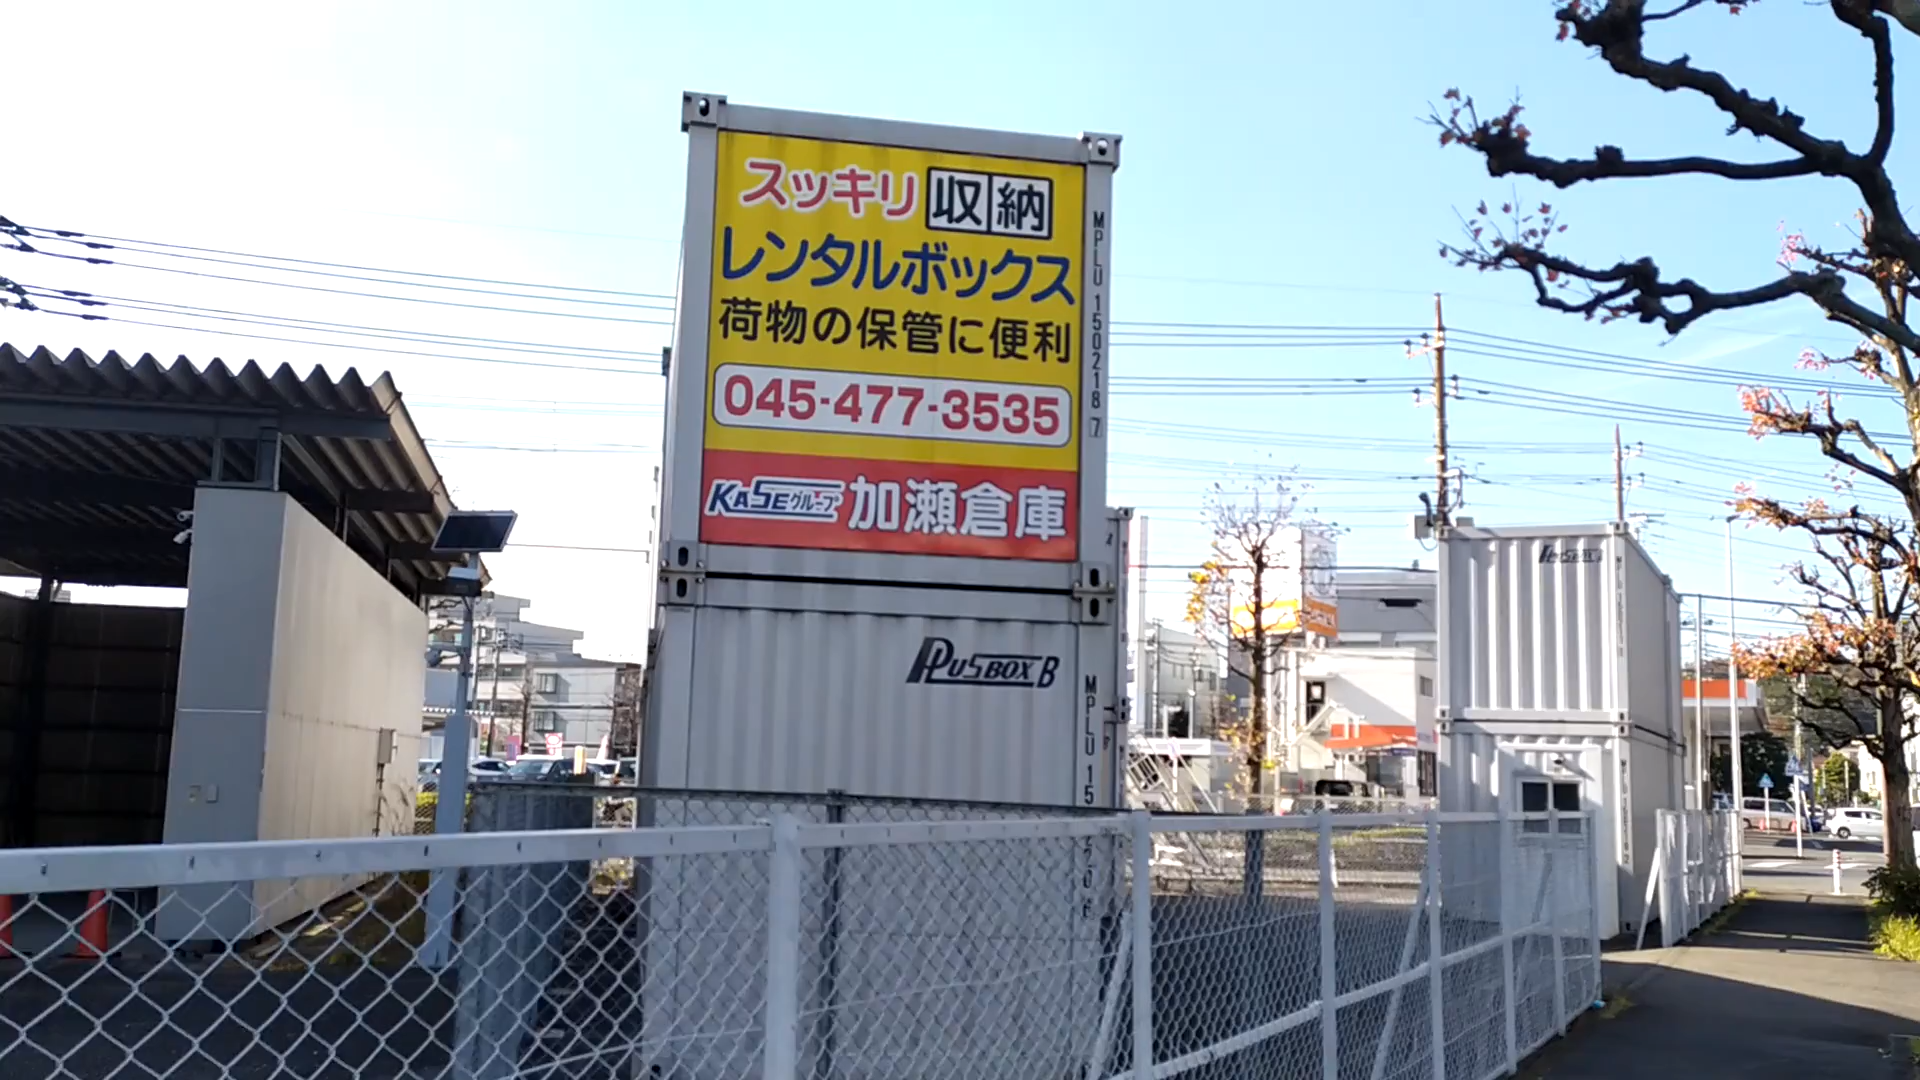 スッキリ収納
レンタルボックス
荷物の保管に便利
045-477-3535
KASEグループ 加瀬倉庫
MPLU 150218 7
PLUSBOX B
PLUSBOX